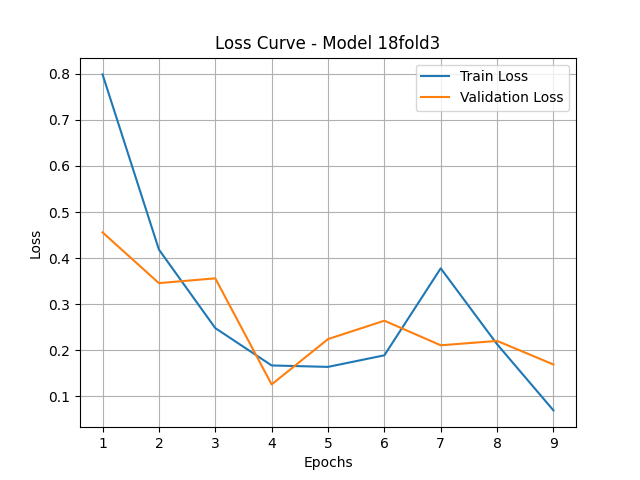 Loss Curve - Model 18fold3
Train Loss
Validation Loss
0.8
0.7
0.6
0.5
0.4
0.3
0.2
0.1
Loss
1 2 3 4 5 6 7 8 9
Epochs